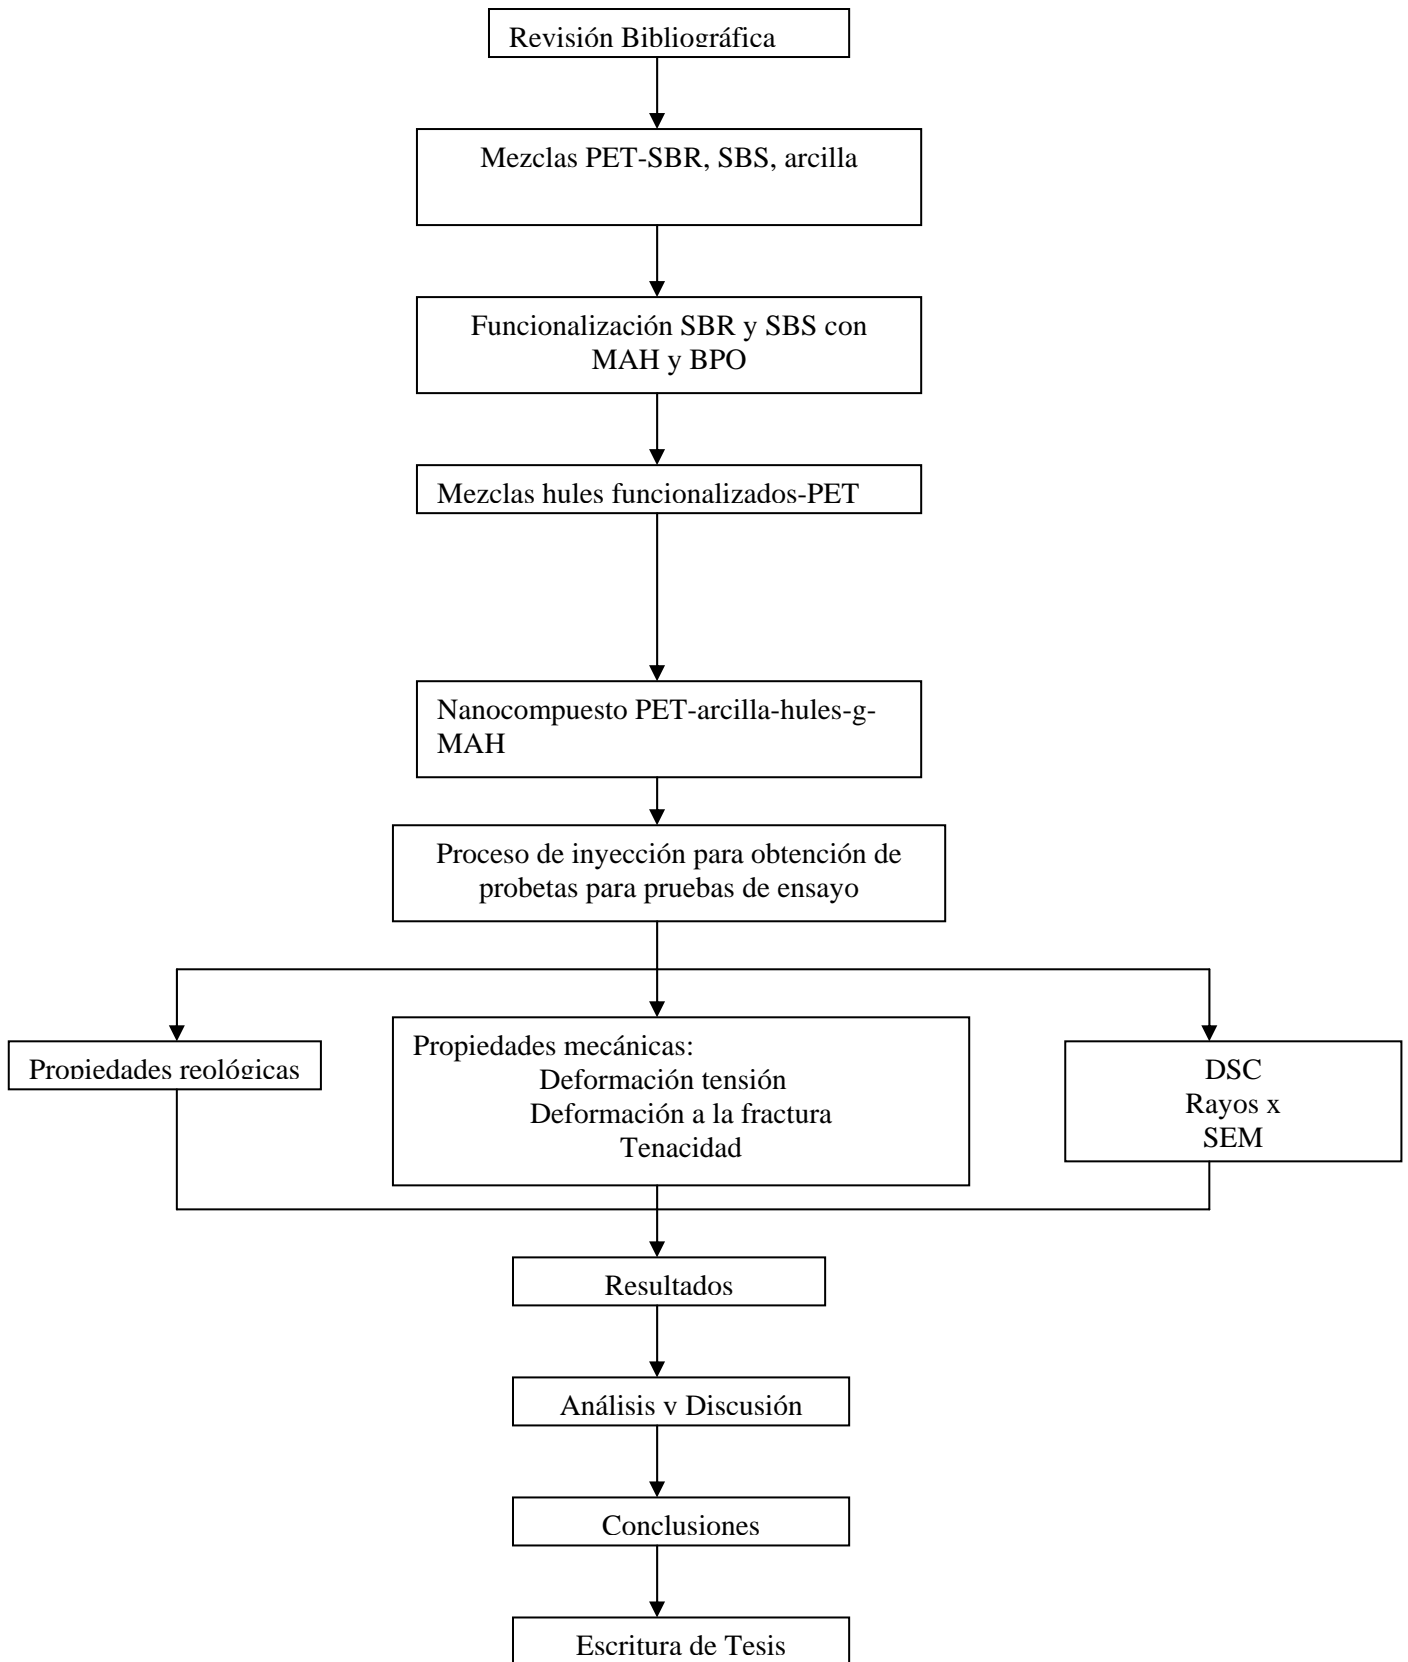 Revisión Bibliográfica
Mezclas PET-SBR, SBS, arcilla
Funcionalización SBR y SBS con
MAH y BPO
Mezclas hules funcionalizados-PET
Nanocompuesto PET-arcilla-hules-g-
MAH
Proceso de inyección para obtención de
probetas para pruebas de ensayo
Propiedades reológicas
Propiedades mecánicas:
Deformación tensión
Deformación a la fractura
Tenacidad
DSC
Rayos x
SEM
Resultados
Análisis y Discusión
Conclusiones
Escritura de Tesis